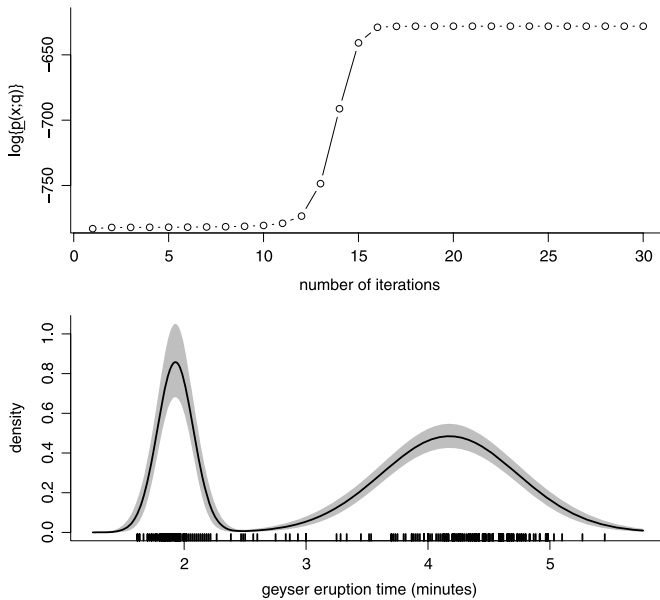 -650
-700
-750
log{p(x;q)}
0 5 10 15 20 25 30
number of iterations
1.0
0.8
0.6
0.4
0.2
0.0
density
2 3 4 5
geyser eruption time (minutes)